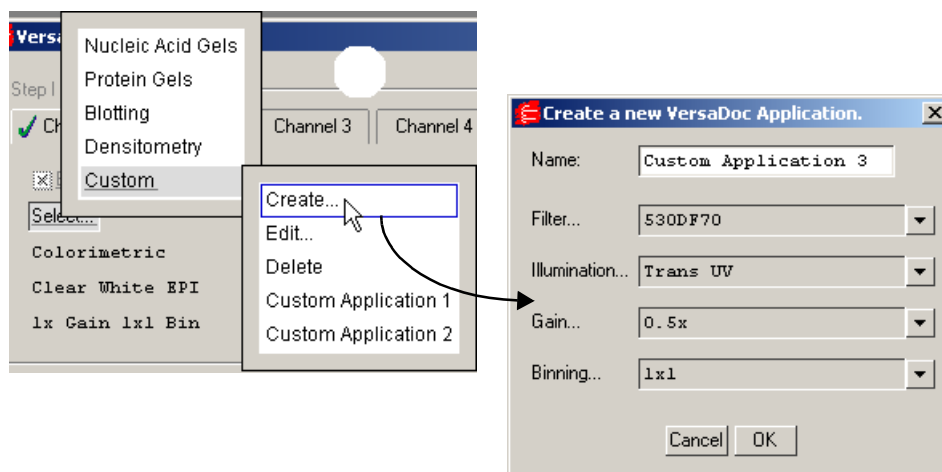 Versa
Nucleic Acid Gels
Protein Gels
Blotting
Densitometry
Custom
Step I
Ch
Channel 3
Channel 4
Select...
Colorimetric
Clear White EPI
1x Gain 1x1 Bin
Create...
Edit...
Delete
Custom Application 1
Custom Application 2
Create a new VersaDoc Application.
Name: Custom Application 3
Filter... 530DF70
Illumination... Trans UV
Gain... 0.5x
Binning... 1x1
Cancel OK